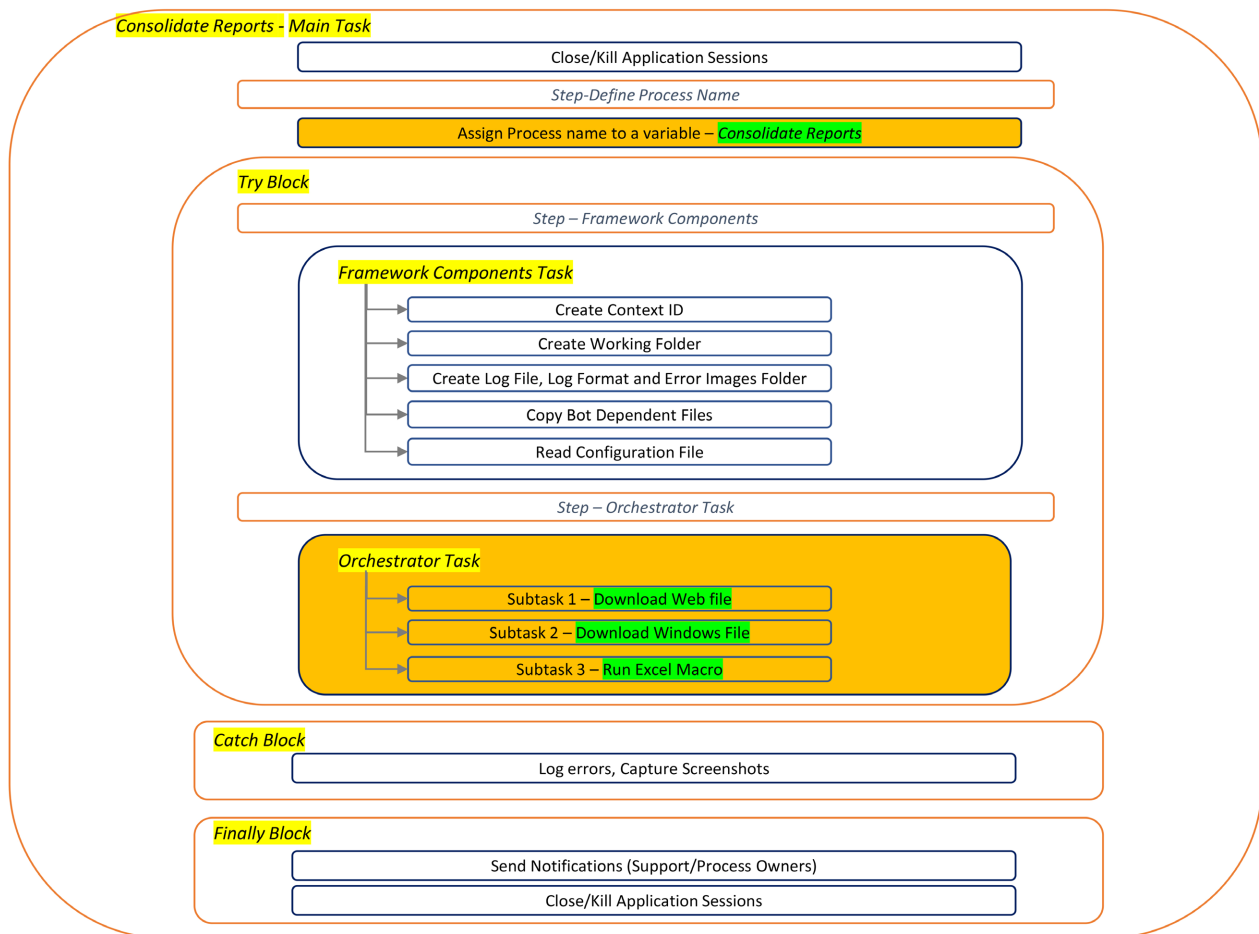 Consolidate Reports - Main Task
Close/Kill Application Sessions
Step-Define Process Name
Assign Process name to a variable – Consolidate Reports
Try Block
Step – Framework Components
Framework Components Task
Create Context ID
Create Working Folder
Create Log File, Log Format and Error Images Folder
Copy Bot Dependent Files
Read Configuration File
Step – Orchestrator Task
Orchestrator Task
Subtask 1 – Download Web file
Subtask 2 – Download Windows File
Subtask 3 – Run Excel Macro
Catch Block
Log errors, Capture Screenshots
Finally Block
Send Notifications (Support/Process Owners)
Close/Kill Application Sessions